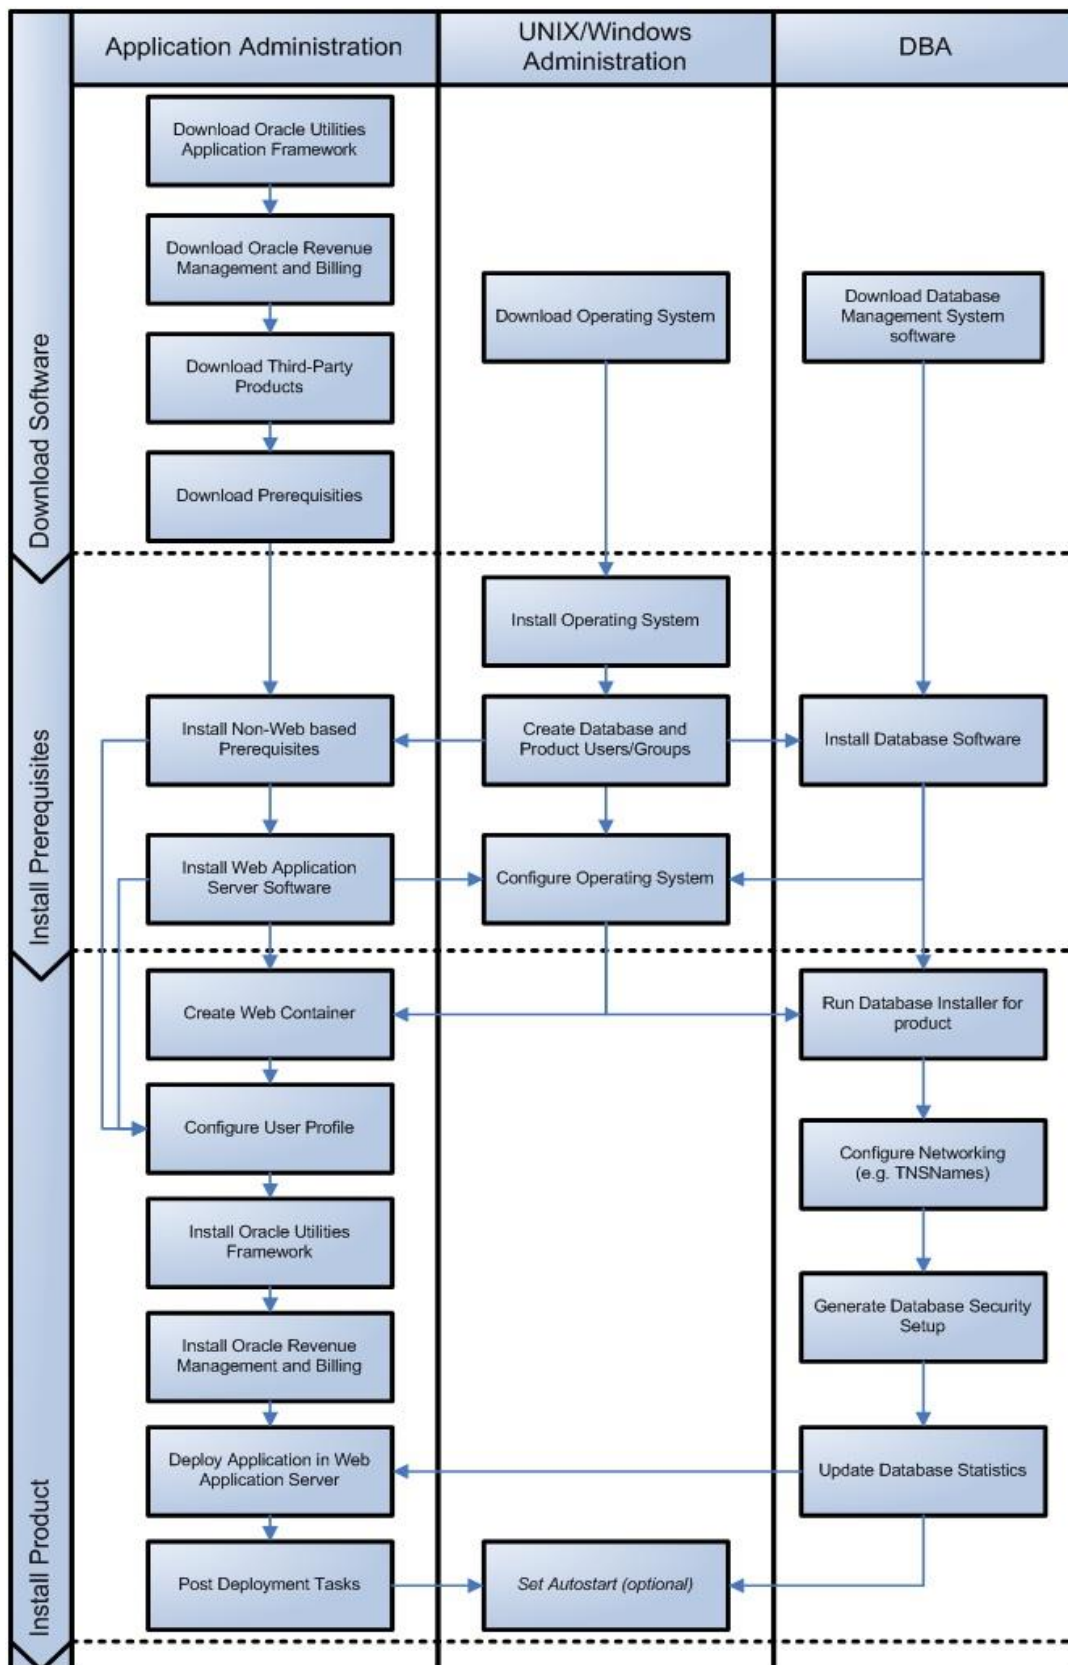 Application Administration
UNIX/Windows
Administration
DBA
Download Software
Download Oracle Utilities
Application Framework
Download Oracle Revenue
Management and Billing
Download Third-Party
Products
Download Prerequisities
Download Operating System
Download Database
Management System
software
Install Prerequisites
Install Operating System
Install Non-Web based
Prerequisites
Create Database and
Product Users/Groups
Install Database Software
Install Web Application
Server Software
Configure Operating System
Install Product
Create Web Container
Run Database Installer for
product
Configure User Profile
Configure Networking
(e.g. TNSNames)
Install Oracle Utilities
Framework
Generate Database Security
Setup
Install Oracle Revenue
Management and Billing
Deploy Application in Web
Application Server
Update Database Statistics
Post Deployment Tasks
Set Autostart (optional)